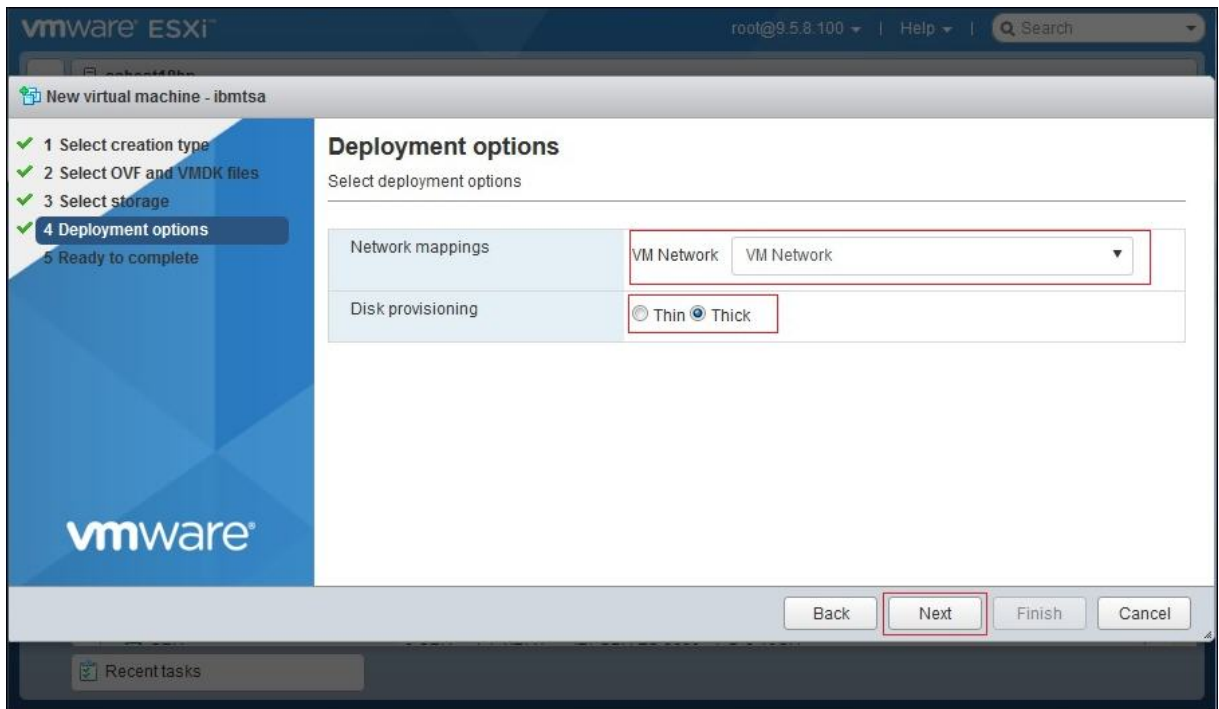 vmware ESXi™
root@9.5.8.100 | Help | Search
New virtual machine - ibmtsa
1 Select creation type
2 Select OVF and VMDK files
3 Select storage
4 Deployment options
5 Ready to complete
vmware®
Deployment options
Select deployment options
Network mappings
VM Network VM Network
Disk provisioning
Thin Thick
Back Next Finish Cancel
Recent tasks